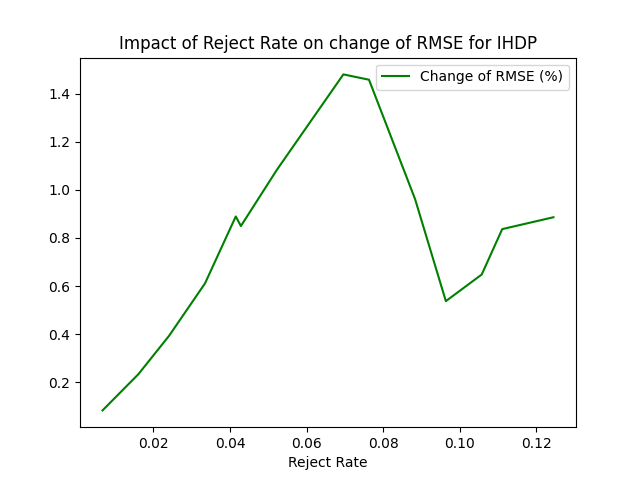 Impact of Reject Rate on change of RMSE for IHDP
Change of RMSE (%)
1.4
1.2
1.0
0.8
0.6
0.4
0.2
0.02 0.04 0.06 0.08 0.10 0.12
Reject Rate